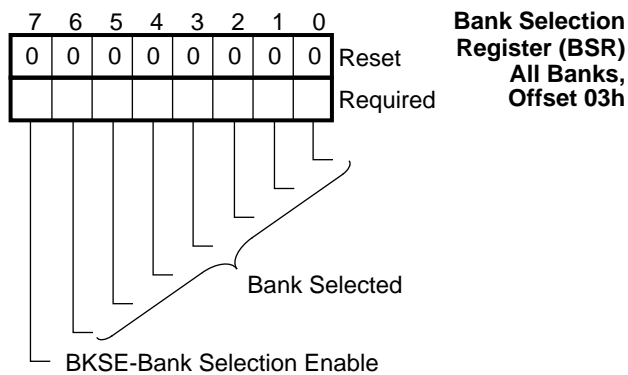 7 6 5 4 3 2 1 0
0 0 0 0 0 0 0 0 Reset
Required
Bank Selection
Register (BSR)
All Banks,
Offset 03h
Bank Selected
BKSE-Bank Selection Enable